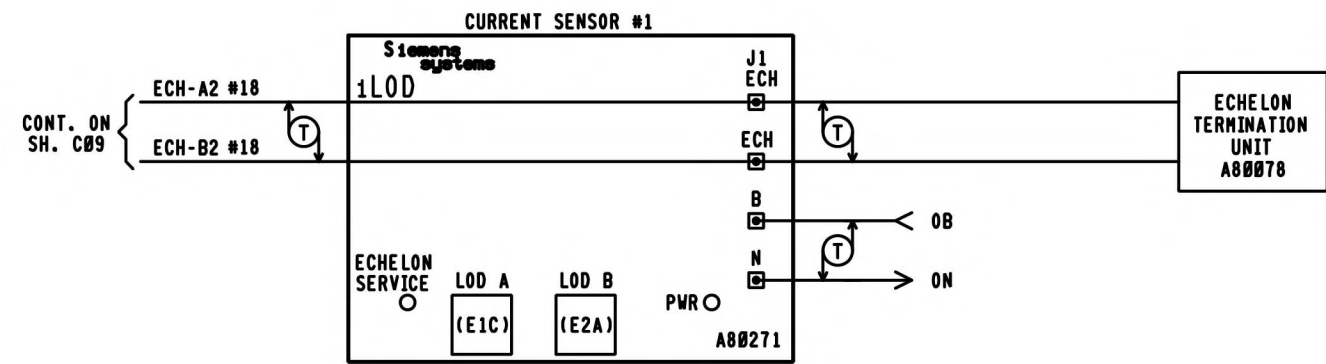 CURRENT SENSOR #1
Siemens
systems
iLOD
J1
ECH
ECH-A2 #18
CONT. ON
SH. C09
T
T
ECHELON
TERMINATION
UNIT
A80078
ECH-B2 #18
ECH
B
OB
T
N
ON
ECHELON
SERVICE
LOD A
LOD B
PWR
(E1C)
(E2A)
A80271